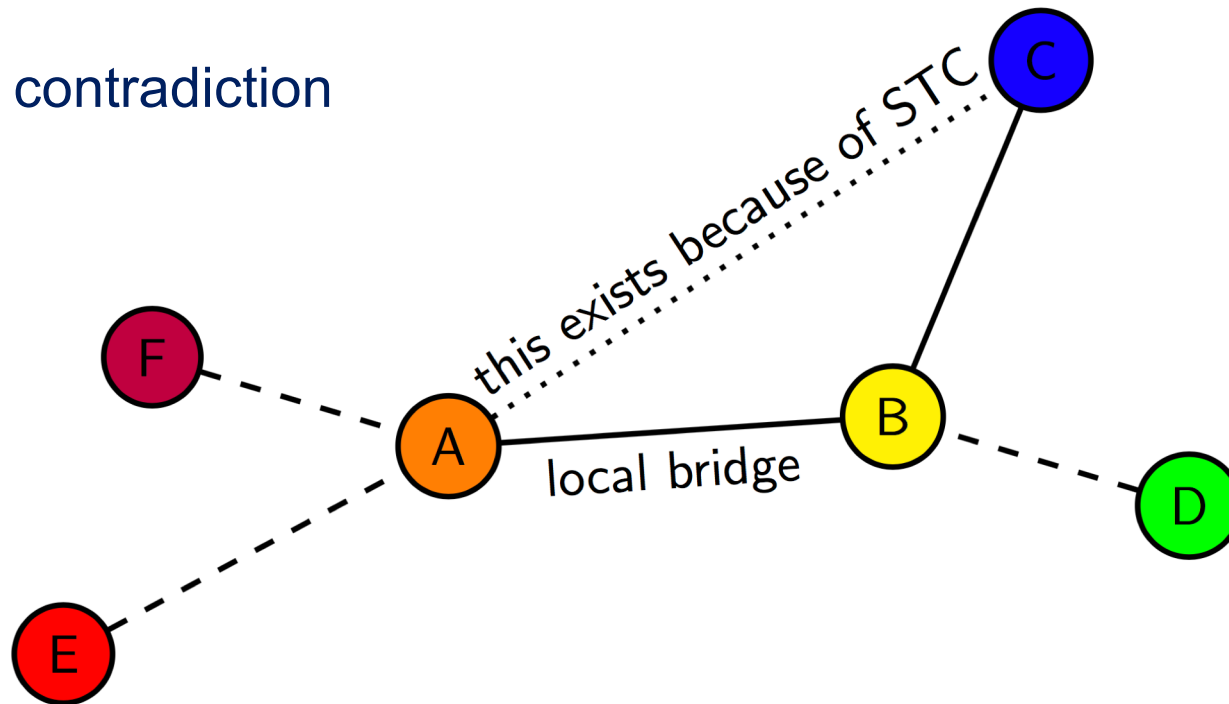 contradiction
C
this exists because of STC
F
A
B
local bridge
D
E